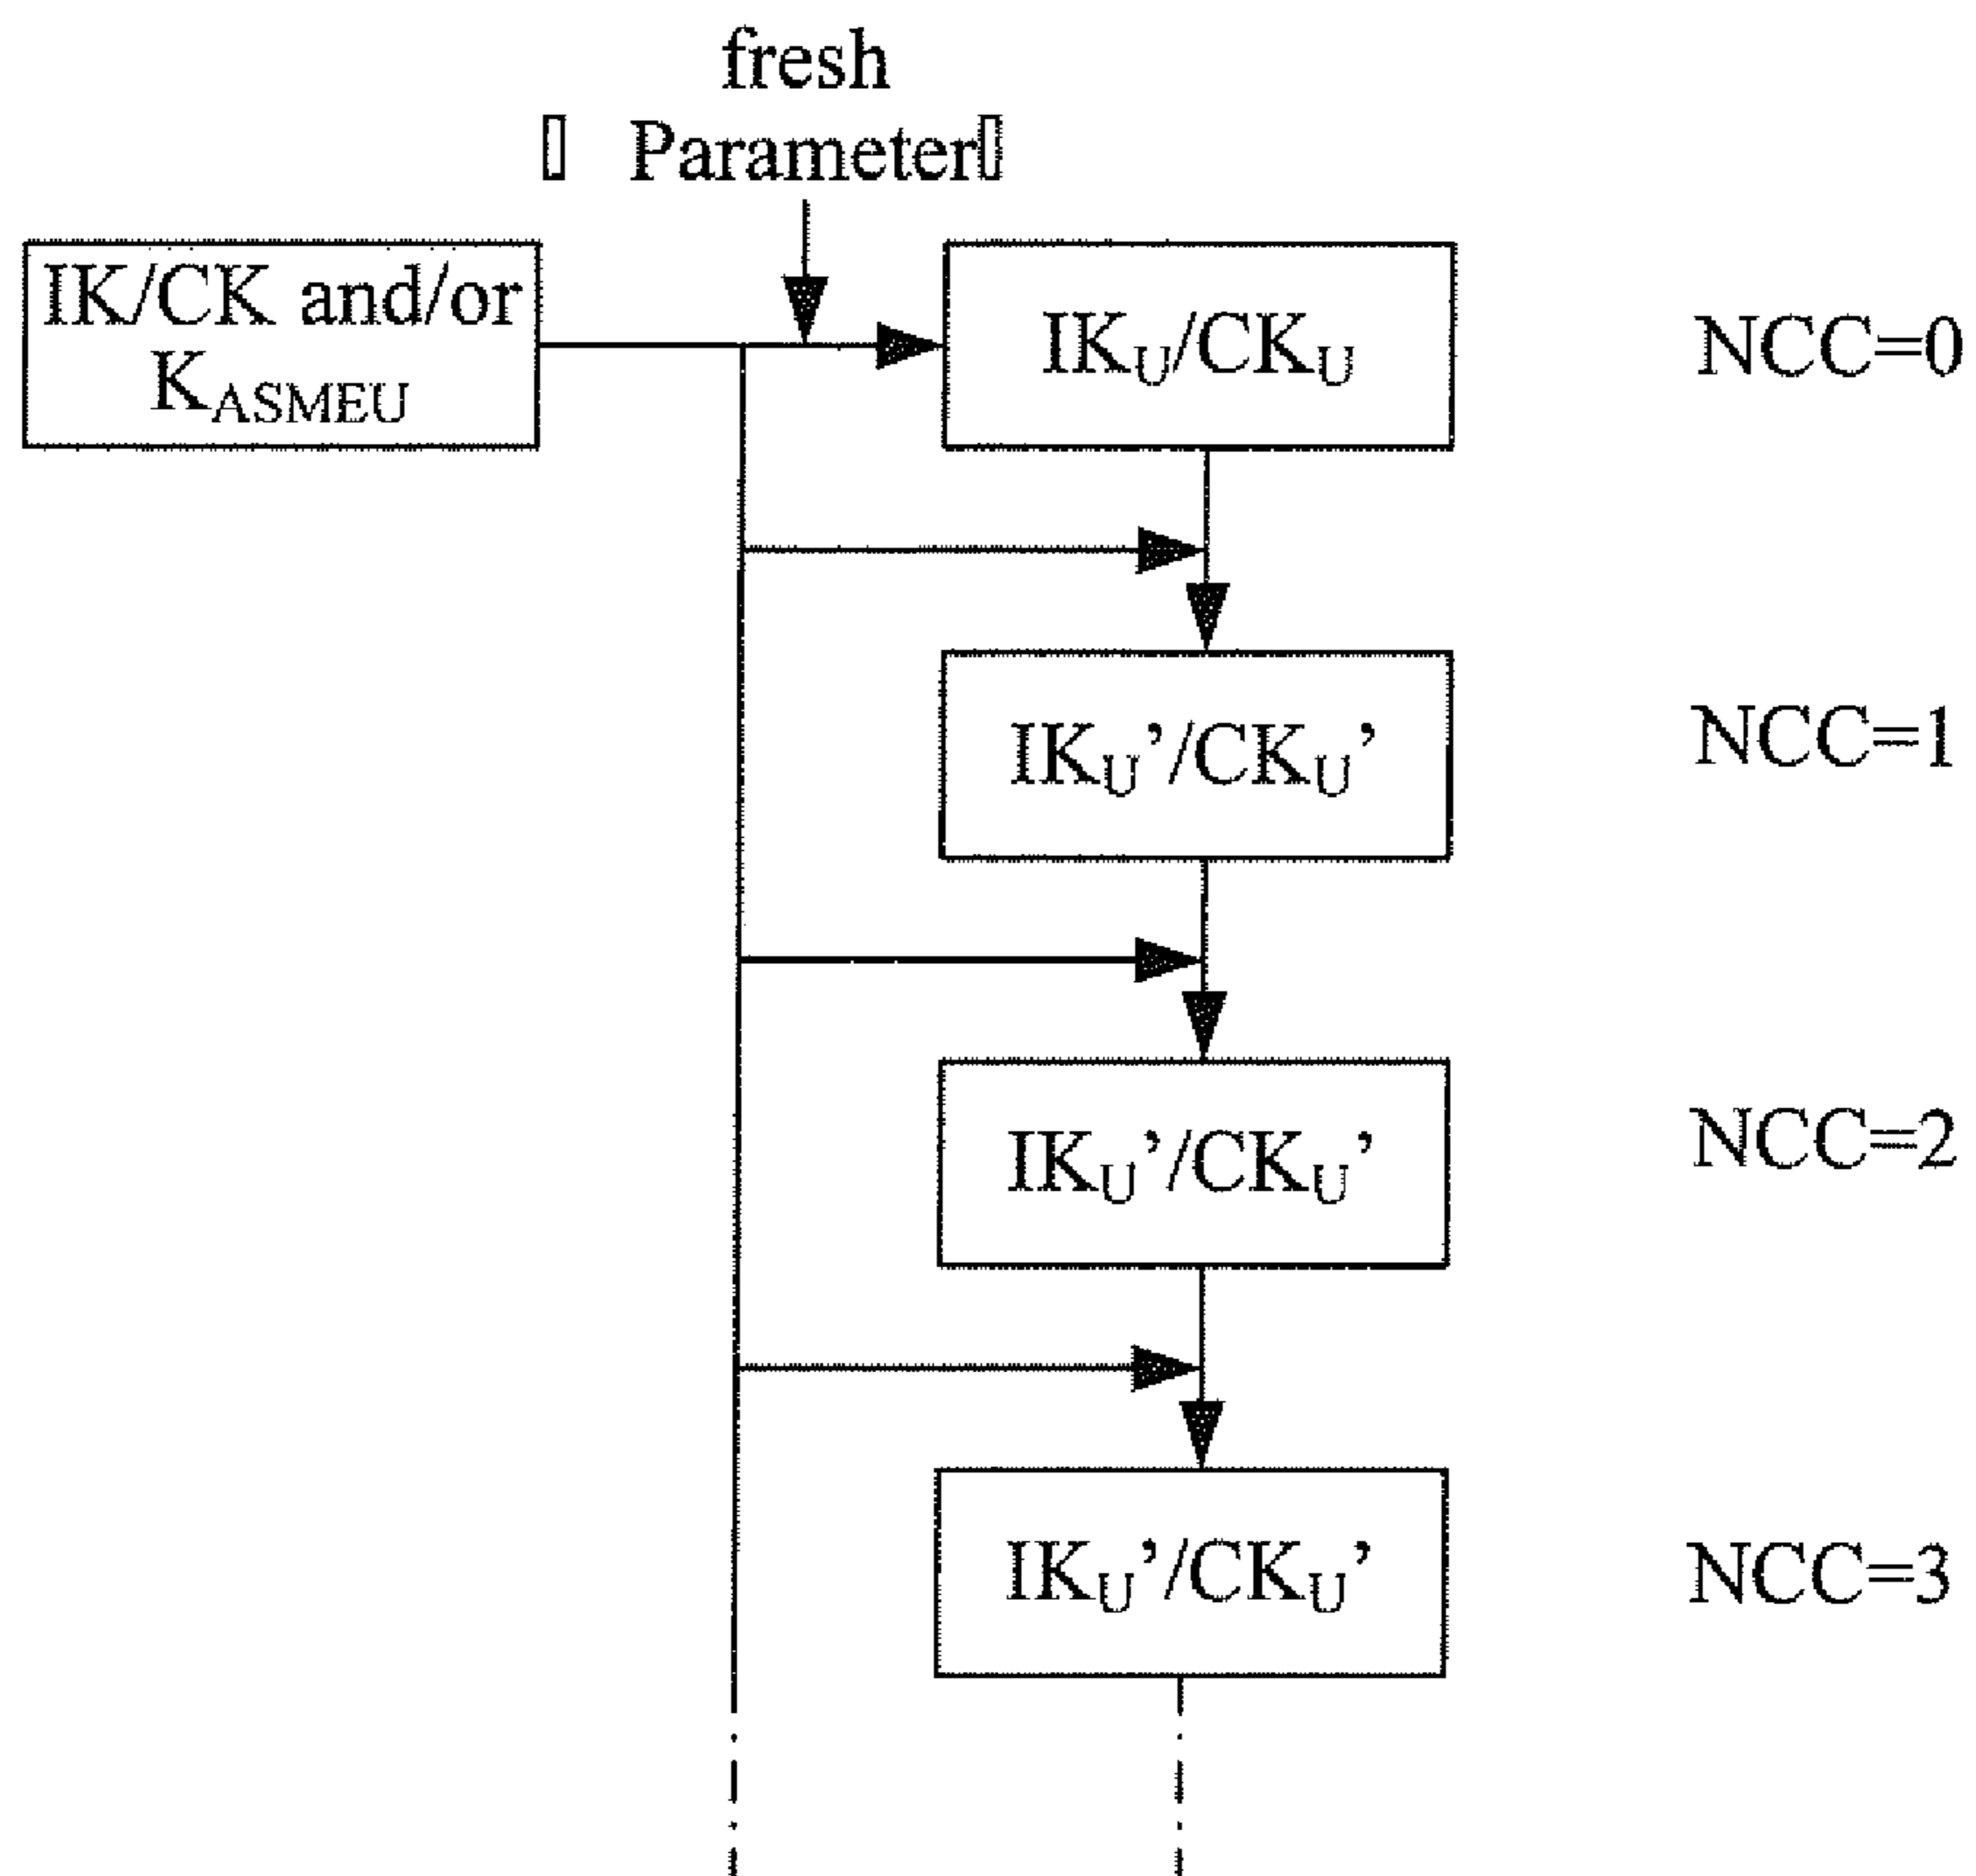 fresh
Parameter
IK/CK and/or
K_ASMEU
IK_U/CK_U
NCC=0
IK_U’/CK_U’
NCC=1
IK_U’/CK_U’
NCC=2
IK_U’/CK_U’
NCC=3